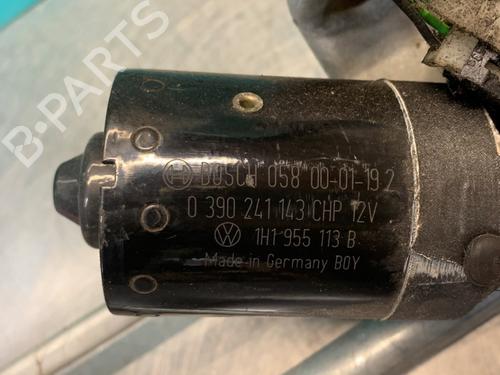 B-PARTS
BOSCH 058 00-01-19 2
0 390 241 143 CHP 12V
1H1 955 113 B
Made in Germany BOY